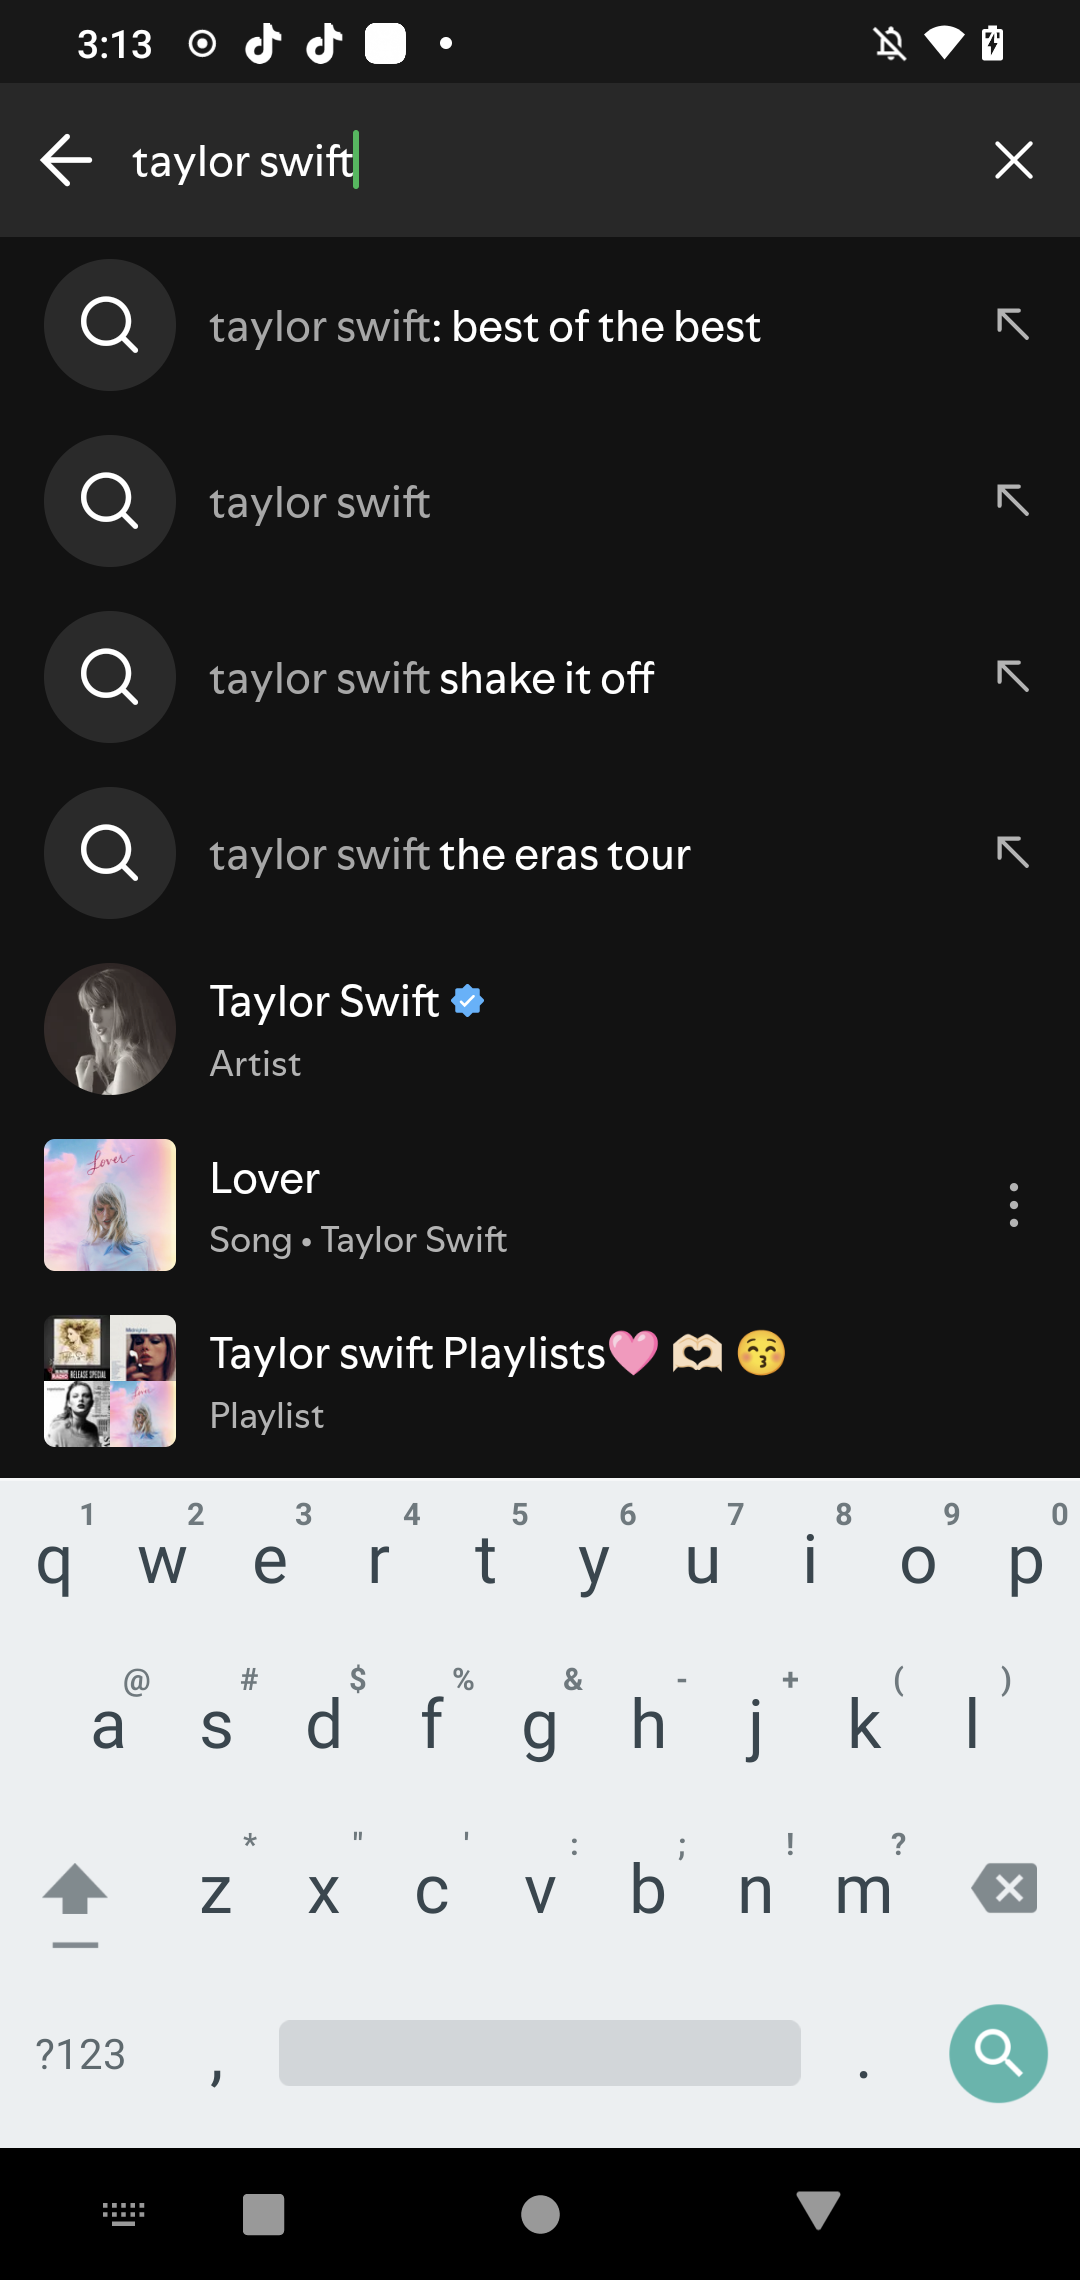 3:13
taylor swift
taylor swift: best of the best
taylor swift
taylor swift shake it off
taylor swift the eras tour
Taylor Swift
Artist
Lover
Lover
Song • Taylor Swift
Taylor swift Playlists🩷 🫶🏻 😚
Playlist
1 2 3 4 5 6 7 8 9 0
q w e r t y u i o p
@ # $ % & - + ( )
a s d f g h j k l
* " ' : ; ! ?
z x c v b n m
?123 , .